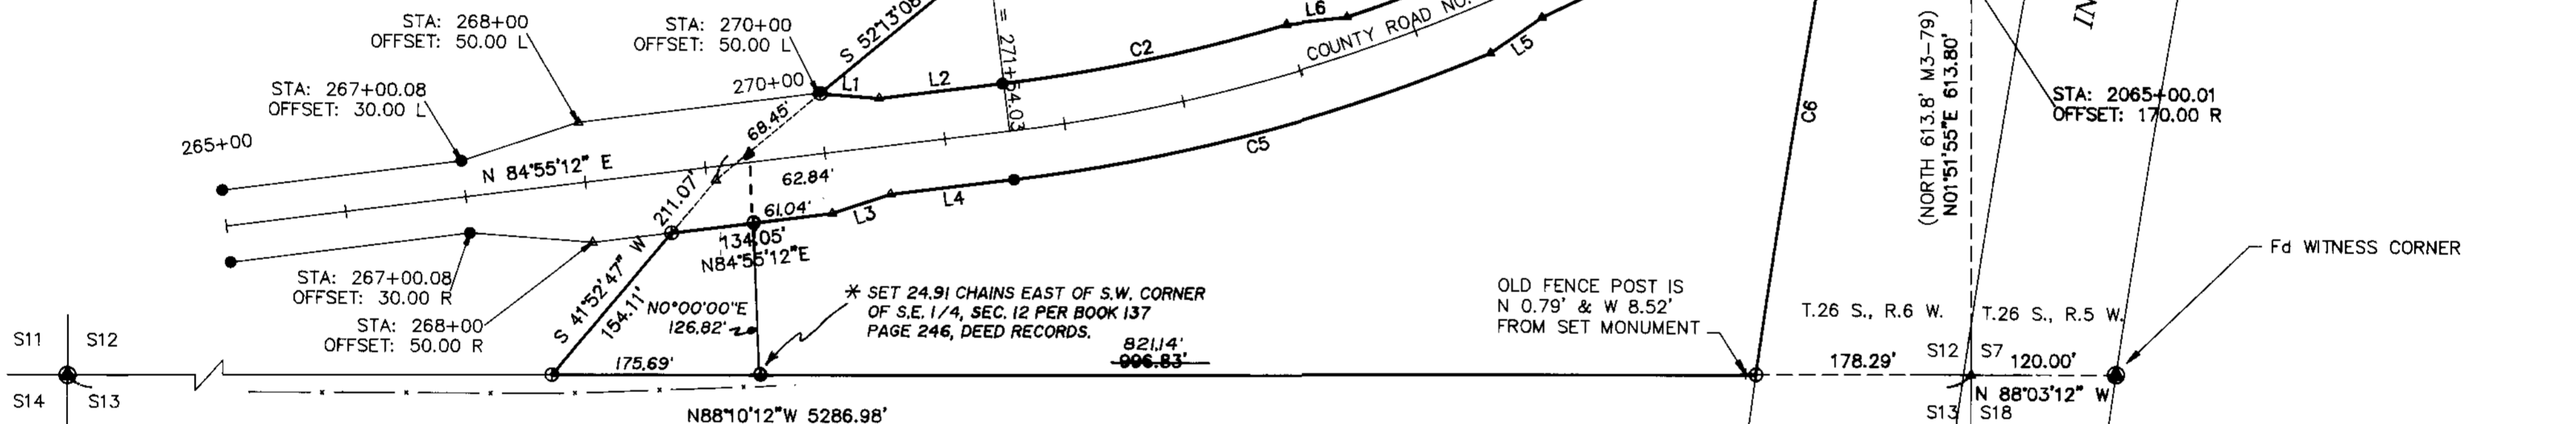 STA: 268+00
OFFSET: 50.00 L
STA: 270+00
OFFSET: 50.00 L
S 52°13'08
= 271+54.03
L6
COUNTY ROAD NO.
C2
L5
L1
L2
270+00
STA: 267+00.08
OFFSET: 30.00 L
265+00
N 84°55'12" E
68.45'
62.84'
C5
C6
(NORTH 613.8' M3-79)
N01°51'55"E 613.80'
STA: 2065+00.01
OFFSET: 170.00 R
IN
211.07'
61.04'
L3
L4
134.05'
N84°55'12"E
S 41°52'47" W
154.11'
N0°00'00"E
126.82'
STA: 267+00.08
OFFSET: 30.00 R
STA: 268+00
OFFSET: 50.00 R
* SET 24.91 CHAINS EAST OF S.W. CORNER
OF S.E. 1/4, SEC. 12 PER BOOK 137
PAGE 246, DEED RECORDS.
821.14'
996.83'
OLD FENCE POST IS
N 0.79' & W 8.52'
FROM SET MONUMENT
Fd WITNESS CORNER
T.26 S., R.6 W.
T.26 S., R.5 W.
S11
S12
S14
S13
175.69'
N88°10'12"W 5286.98'
178.29'
S12
S7
120.00'
N 88°03'12" W
S13
S18